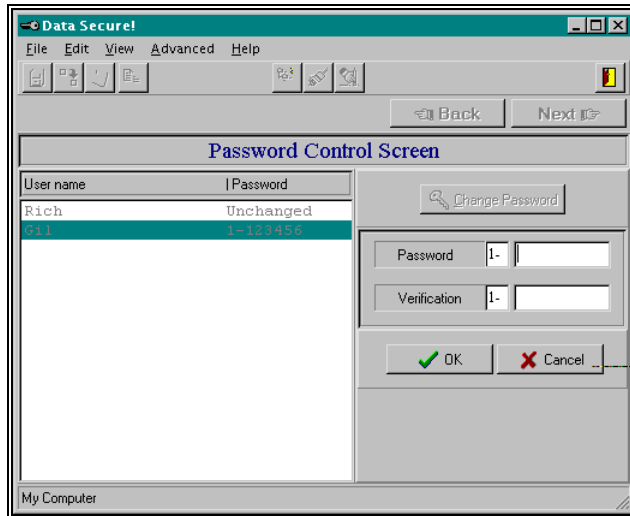 Data Secure!
File Edit View Advanced Help
Back Next
Password Control Screen
User name | Password
Change Password
Rich Unchanged
Gil 1-123456
Password 1-
Verification 1-
OK Cancel
My Computer